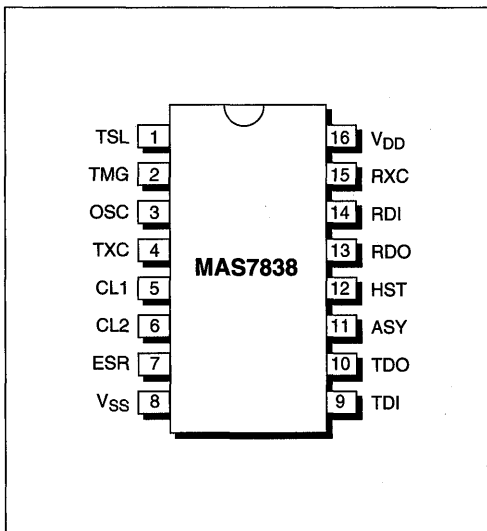 TSL 1 16 VDD
TMG 2 15 RXC
OSC 3 14 RDI
TXC 4 13 RDO
MAS7838
CL1 5 12 HST
CL2 6 11 ASY
ESR 7 10 TDO
VSS 8 9 TDI